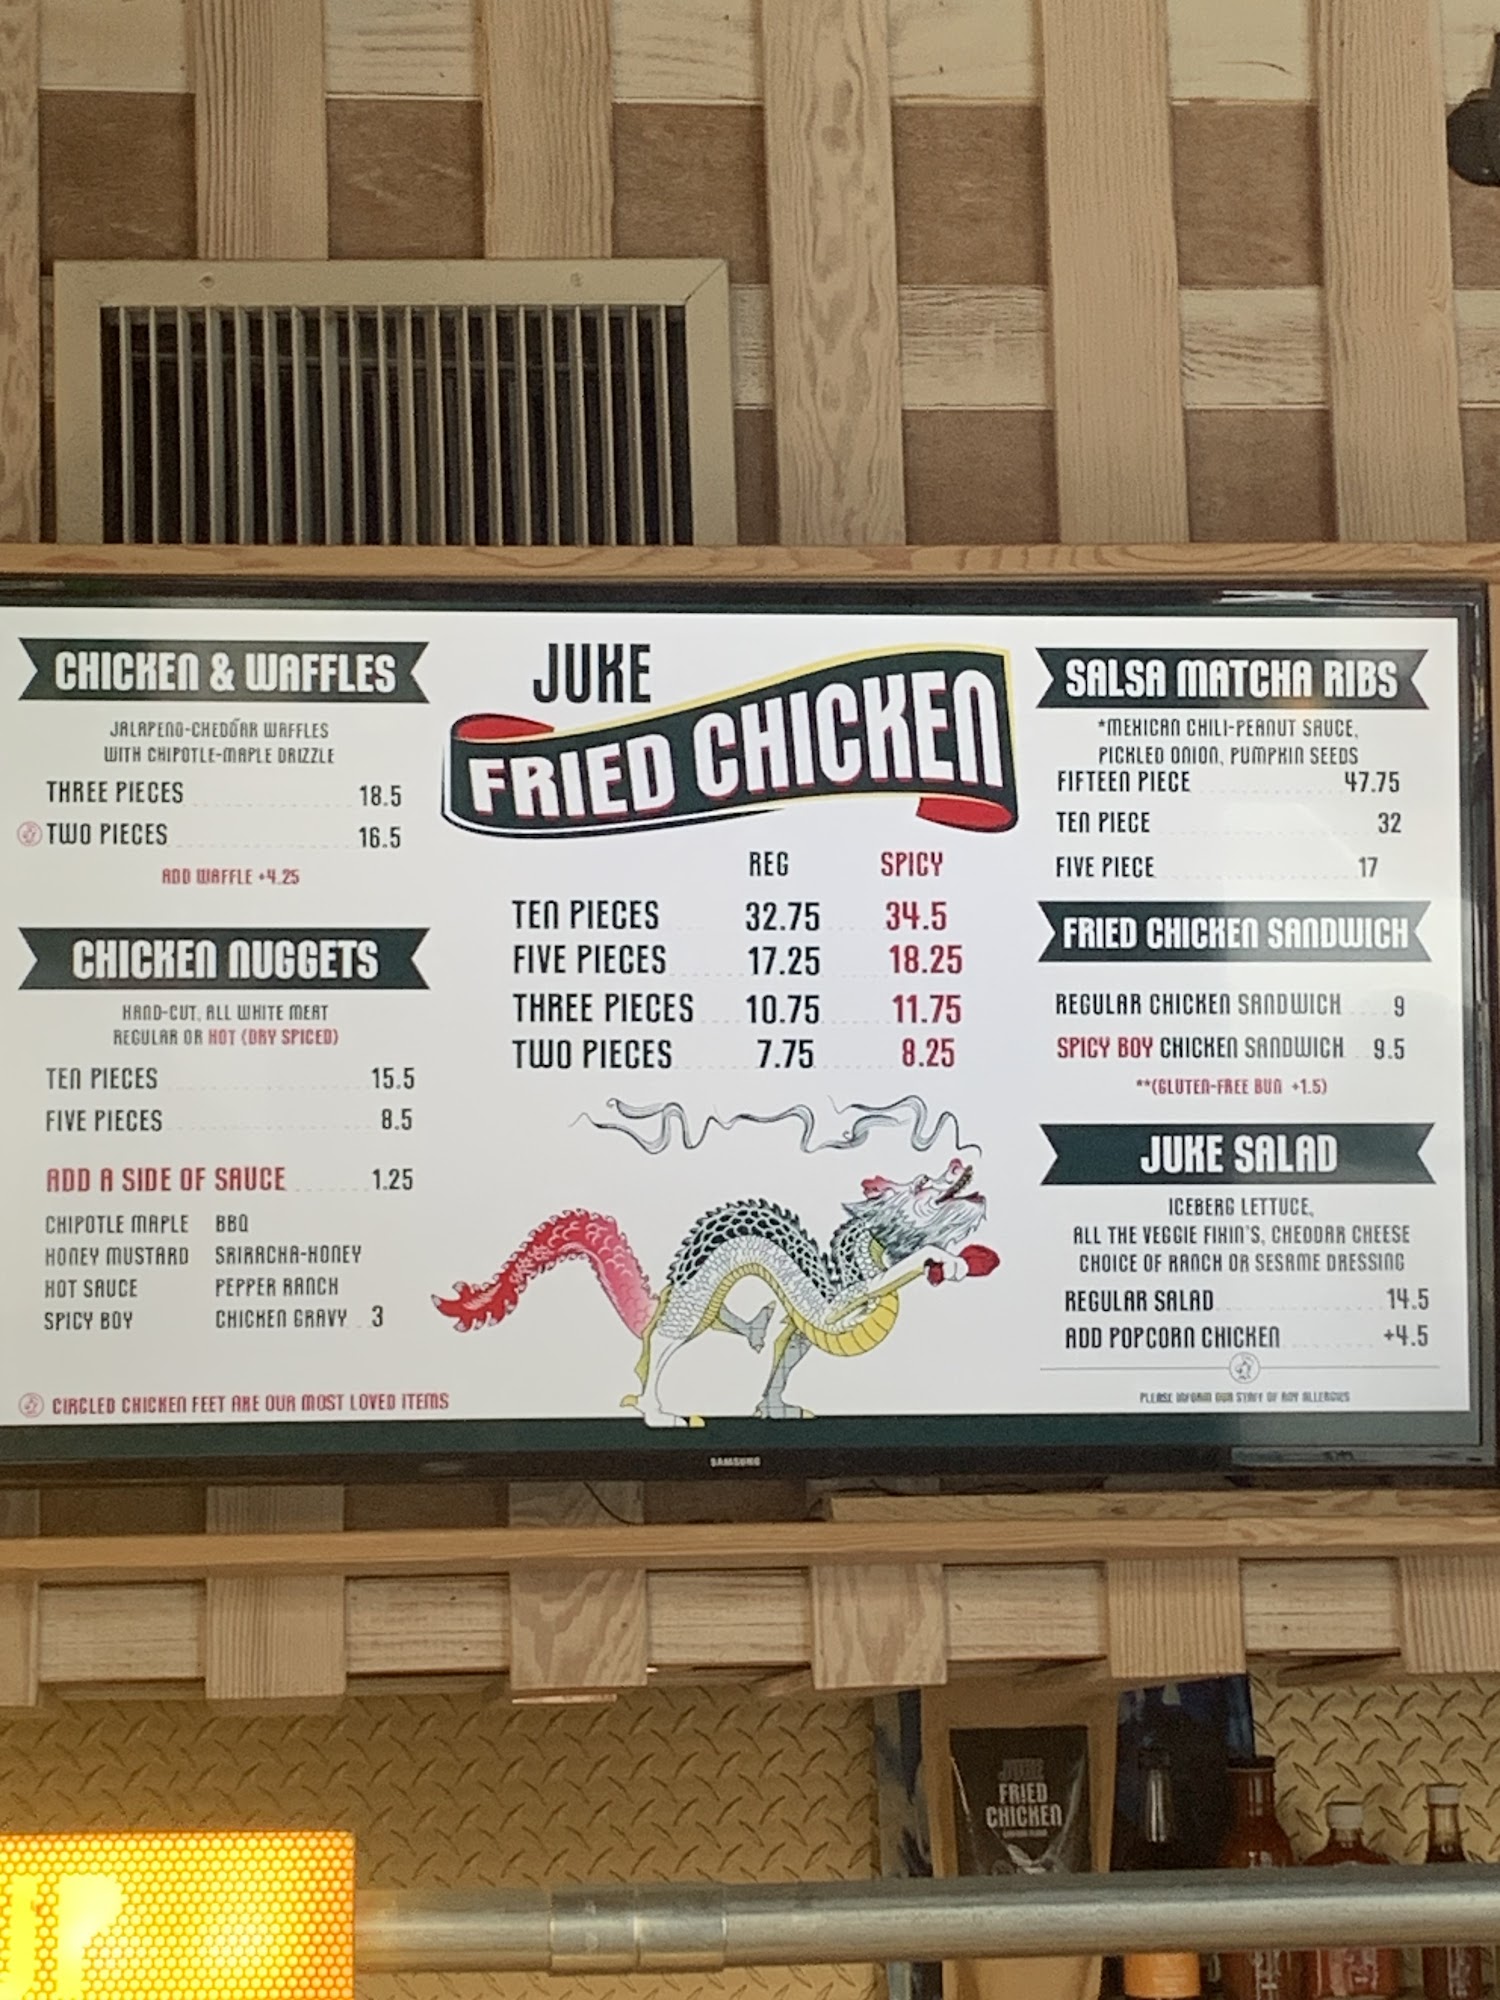 CHICKEN & WAFFLES
JALAPENO-CHEDDAR WAFFLES
WITH CHIPOTLE-MAPLE DRIZZLE
THREE PIECES 18.5
TWO PIECES 16.5
ADD WAFFLE +4.25
CHICKEN NUGGETS
HAND-CUT, ALL WHITE MEAT
REGULAR OR HOT (DRY SPICED)
TEN PIECES 15.5
FIVE PIECES 8.5
ADD A SIDE OF SAUCE 1.25
CHIPOTLE MAPLE BBQ
HONEY MUSTARD SRIRACHA-HONEY
HOT SAUCE PEPPER RANCH
SPICY BOY CHICKEN GRAVY 3
CIRCLED CHICKEN FEET ARE OUR MOST LOVED ITEMS
JUKE
FRIED CHICKEN
REG SPICY
TEN PIECES 32.75 34.5
FIVE PIECES 17.25 18.25
THREE PIECES 10.75 11.75
TWO PIECES 7.75 8.25
SALSA MATCHA RIBS
*MEXICAN CHILI-PEANUT SAUCE,
PICKLED ONION, PUMPKIN SEEDS
FIFTEEN PIECE 47.75
TEN PIECE 32
FIVE PIECE 17
FRIED CHICKEN SANDWICH
REGULAR CHICKEN SANDWICH 9
SPICY BOY CHICKEN SANDWICH 9.5
**(GLUTEN-FREE BUN +1.5)
JUKE SALAD
ICEBERG LETTUCE,
ALL THE VEGGIE FIXIN'S, CHEDDAR CHEESE
CHOICE OF RANCH OR SESAME DRESSING
REGULAR SALAD 14.5
ADD POPCORN CHICKEN +4.5
PLEASE INFORM OUR STAFF OF ANY ALLERGIES
SAMSUNG
JUKE
FRIED
CHICKEN